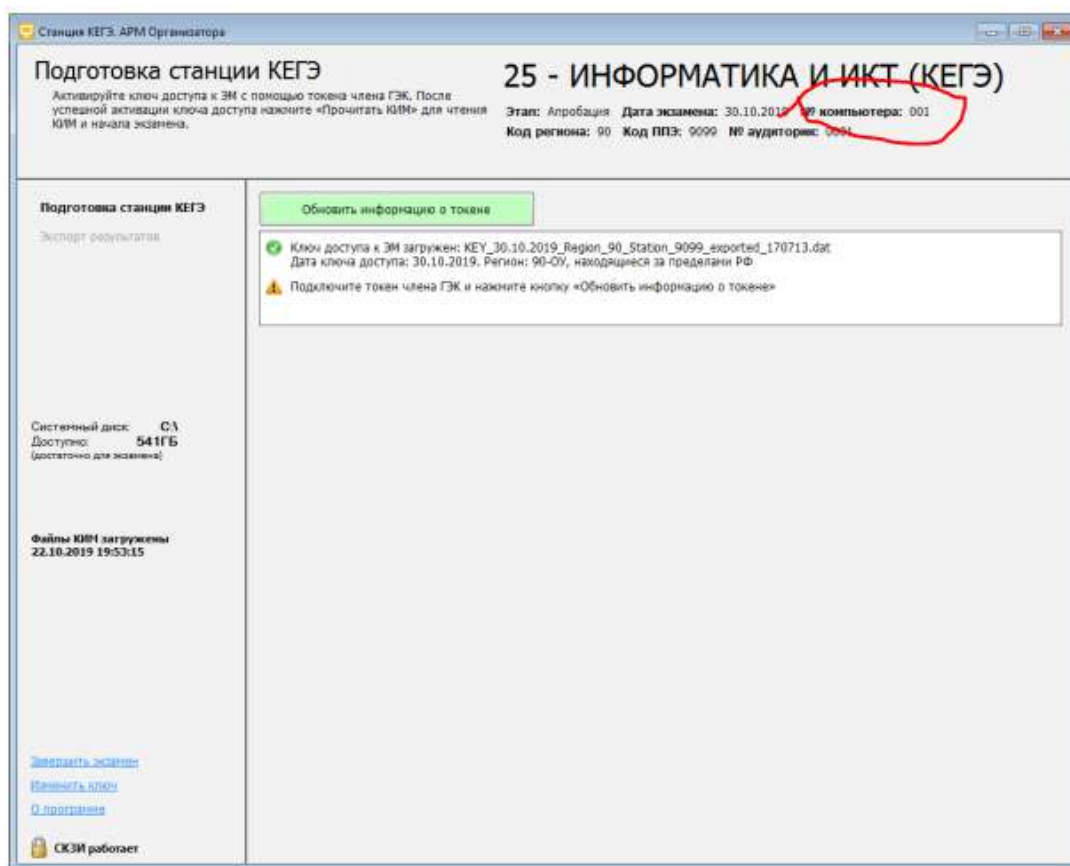 Станция КЕГЭ. АРМ Организатора
Подготовка станции КЕГЭ
Активируйте ключ доступа к ЭМ с помощью токена члена ГЭК. После
успешной активации ключа доступа нажмите «Прочитать КИМ» для чтения
КИМ и начала экзамена.
25 - ИНФОРМАТИКА И ИКТ (КЕГЭ)
Этап: Апробация Дата экзамена: 30.10.2019 № компьютера: 001
Код региона: 90 Код ППЭ: 9099 № аудитории: 0001
Подготовка станции КЕГЭ
Экспорт результатов
Обновить информацию о токене
Ключ доступа к ЭМ загружен: KEY_30.10.2019_Region_90_Station_9099_exported_170713.dat
Дата ключа доступа: 30.10.2019. Регион: 90-ОУ, находящиеся за пределами РФ
Подключите токен члена ГЭК и нажмите кнопку «Обновить информацию о токене»
Системный диск: C:\
Доступно: 541ГБ
(достаточно для экзамена)
Файлы КИМ загружены
22.10.2019 19:53:15
Завершить экзамен
Изменить ключ
О программе
СКЗИ работает